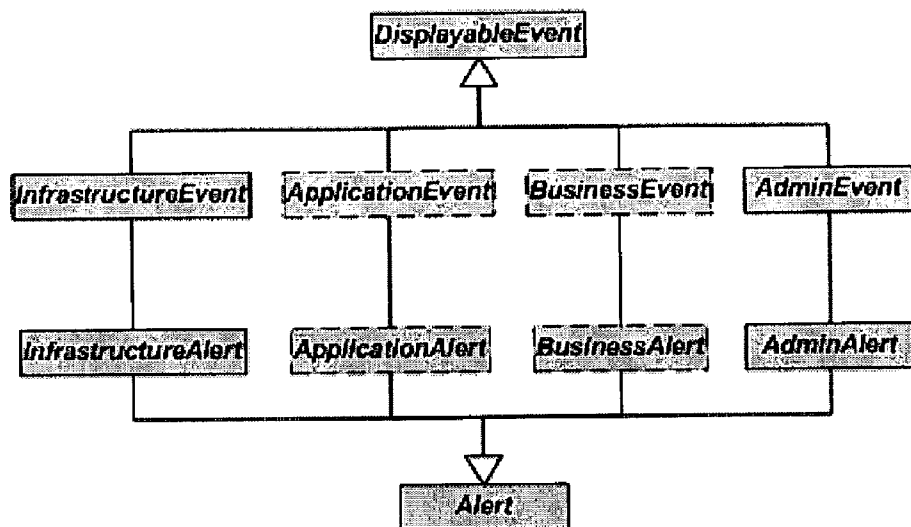 DisplayableEvent
InfrastructureEvent
ApplicationEvent
BusinessEvent
AdminEvent
InfrastructureAlert
ApplicationAlert
BusinessAlert
AdminAlert
Alert